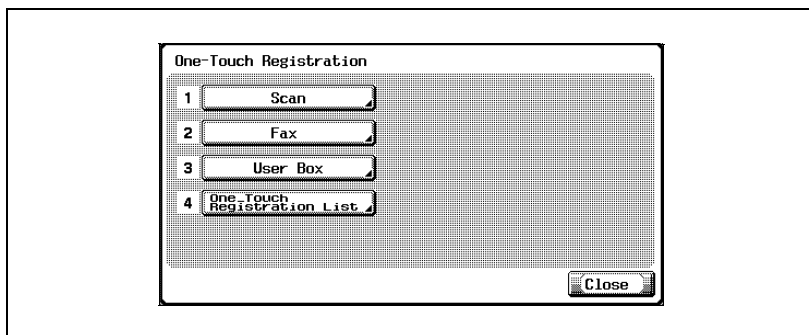 One-Touch Registration
1 Scan
2 Fax
3 User Box
4 One-Touch
Registration List
Close